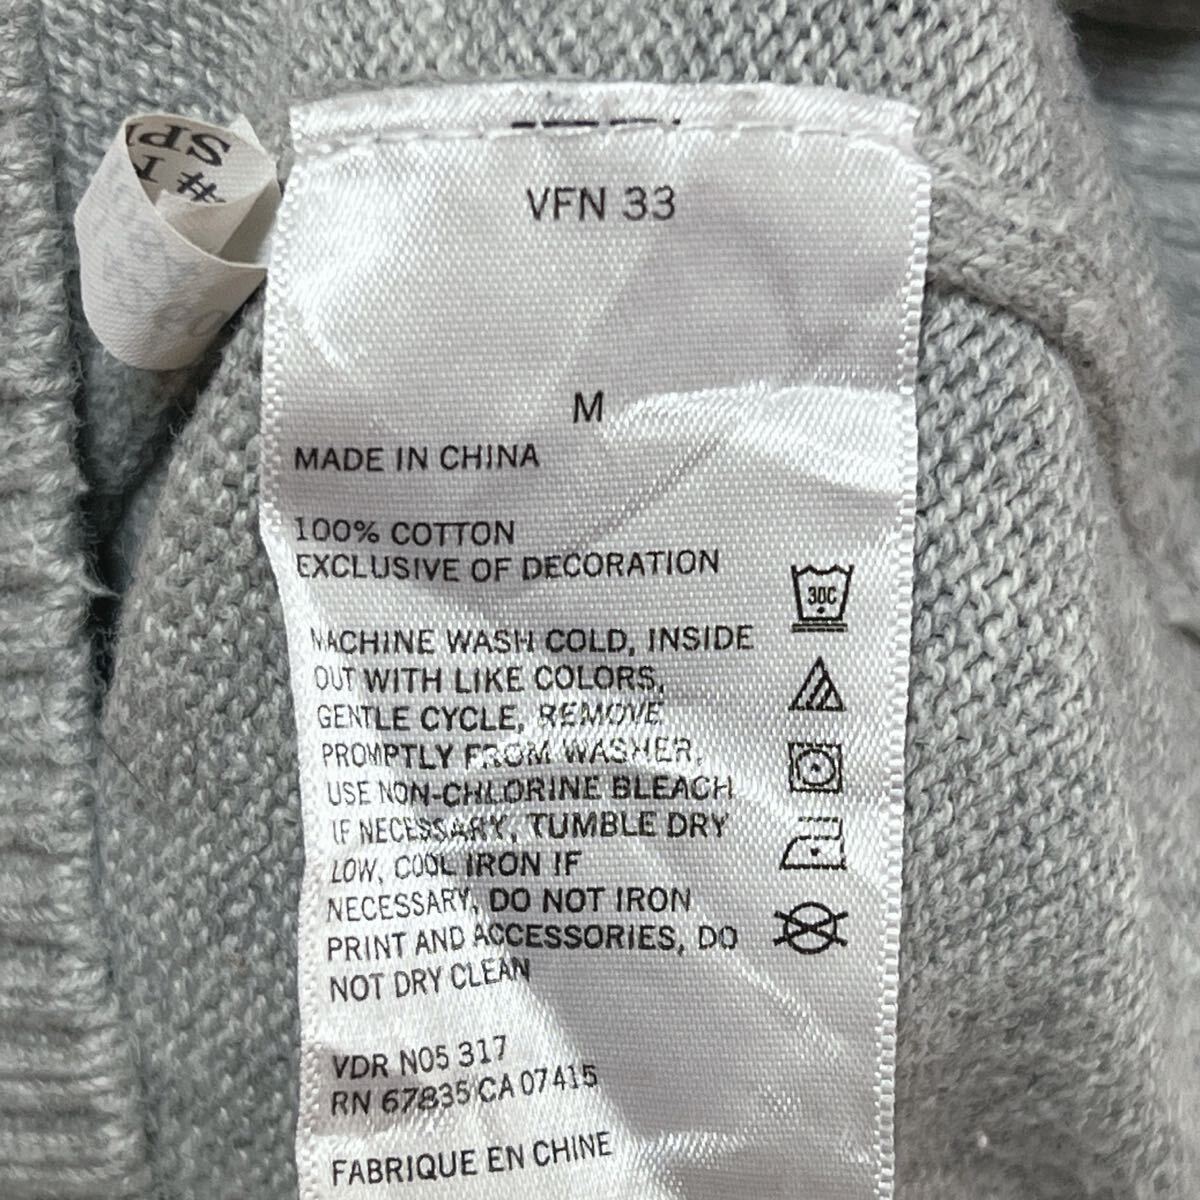 VFN 33
M
MADE IN CHINA
100% COTTON
EXCLUSIVE OF DECORATION
MACHINE WASH COLD, INSIDE
OUT WITH LIKE COLORS,
GENTLE CYCLE, REMOVE
PROMPTLY FROM WASHER,
USE NON-CHLORINE BLEACH
IF NECESSARY, TUMBLE DRY
LOW, COOL IRON IF
NECESSARY, DO NOT IRON
PRINT AND ACCESSORIES, DO
NOT DRY CLEAN
30C
VDR N05 317
RN 67835 CA 07415
FABRIQUE EN CHINE